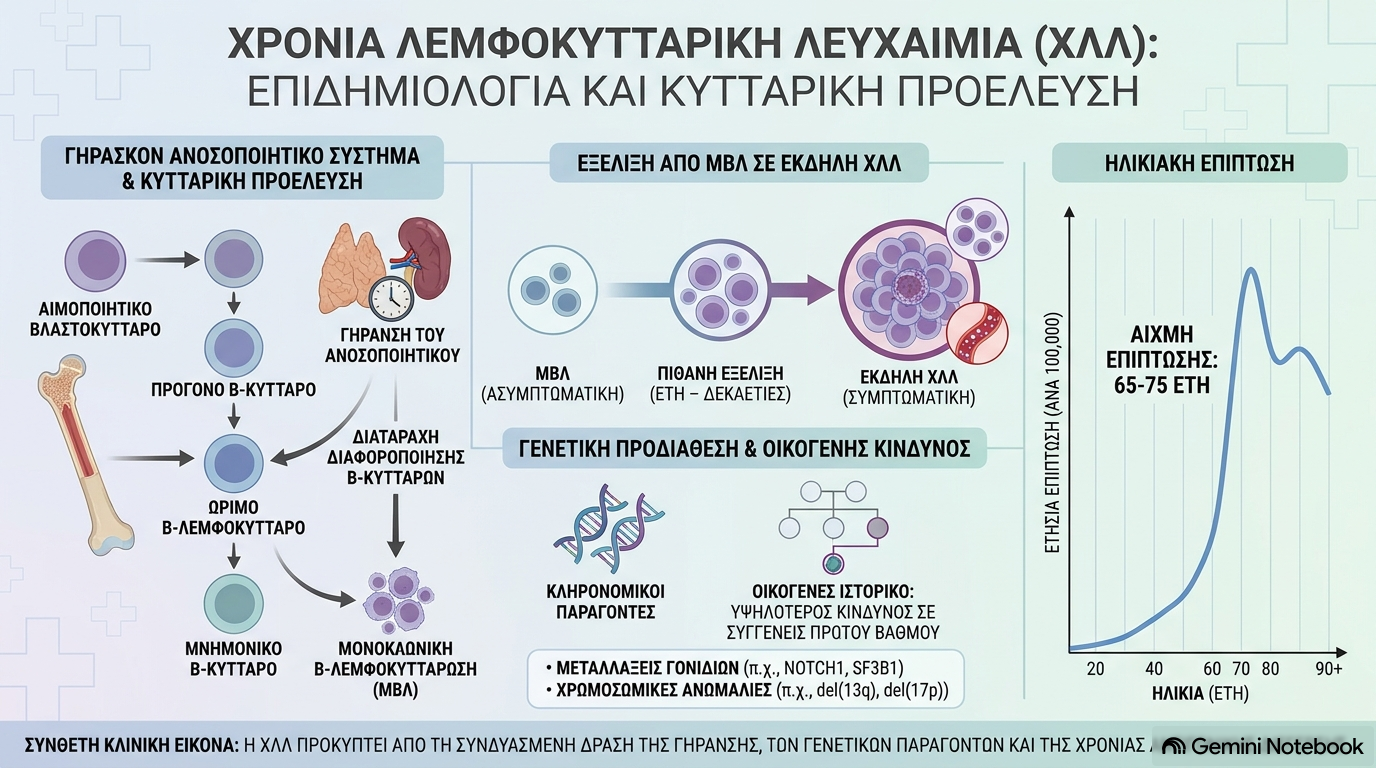 ΧΡΟΝΙΑ ΛΕΜΦΟΚΥΤΤΑΡΙΚΗ ΛΕΥΧΑΙΜΙΑ (ΧΛΛ):
ΕΠΙΔΗΜΙΟΛΟΓΙΑ ΚΑΙ ΚΥΤΤΑΡΙΚΗ ΠΡΟΕΛΕΥΣΗ
ΓΗΡΑΣΚΟΝ ΑΝΟΣΟΠΟΙΗΤΙΚΟ ΣΥΣΤΗΜΑ
& ΚΥΤΤΑΡΙΚΗ ΠΡΟΕΛΕΥΣΗ
ΑΙΜΟΠΟΙΗΤΙΚΟ
ΒΛΑΣΤΟΚΥΤΤΑΡΟ
ΓΗΡΑΝΣΗ ΤΟΥ
ΑΝΟΣΟΠΟΙΗΤΙΚΟΥ
ΠΡΟΓΟΝΟ Β-ΚΥΤΤΑΡΟ
ΔΙΑΤΑΡΑΧΗ
ΔΙΑΦΟΡΟΠΟΙΗΣΗΣ
Β-ΚΥΤΤΑΡΩΝ
ΩΡΙΜΟ
Β-ΛΕΜΦΟΚΥΤΤΑΡΟ
ΜΝΗΜΟΝΙΚΟ
Β-ΚΥΤΤΑΡΟ
ΜΟΝΟΚΛΩΝΙΚΗ
Β-ΛΕΜΦΟΚΥΤΤΑΡΩΣΗ
(ΜΒΛ)
ΕΞΕΛΙΞΗ ΑΠΟ ΜΒΛ ΣΕ ΕΚΔΗΛΗ ΧΛΛ
ΜΒΛ
(ΑΣΥΜΠΤΩΜΑΤΙΚΗ)
ΠΙΘΑΝΗ ΕΞΕΛΙΞΗ
(ΕΤΗ – ΔΕΚΑΕΤΙΕΣ)
ΕΚΔΗΛΗ ΧΛΛ
(ΣΥΜΠΤΩΜΑΤΙΚΗ)
ΓΕΝΕΤΙΚΗ ΠΡΟΔΙΑΘΕΣΗ & ΟΙΚΟΓΕΝΗΣ ΚΙΝΔΥΝΟΣ
ΚΛΗΡΟΝΟΜΙΚΟΙ
ΠΑΡΑΓΟΝΤΕΣ
ΟΙΚΟΓΕΝΕΣ ΙΣΤΟΡΙΚΟ:
ΥΨΗΛΟΤΕΡΟΣ ΚΙΝΔΥΝΟΣ ΣΕ
ΣΥΓΓΕΝΕΙΣ ΠΡΩΤΟΥ ΒΑΘΜΟΥ
• ΜΕΤΑΛΛΑΞΕΙΣ ΓΟΝΙΔΙΩΝ (π.χ., NOTCH1, SF3B1)
• ΧΡΩΜΟΣΩΜΙΚΕΣ ΑΝΩΜΑΛΙΕΣ (π.χ., del(13q), del(17p))
ΗΛΙΚΙΑΚΗ ΕΠΙΠΤΩΣΗ
ΕΤΗΣΙΑ ΕΠΙΠΤΩΣΗ (ΑΝΑ 100,000)
ΑΙΧΜΗ
ΕΠΙΠΤΩΣΗΣ:
65-75 ΕΤΗ
20 40 60 70 80 90+
ΗΛΙΚΙΑ (ΕΤΗ)
ΣΥΝΘΕΤΗ ΚΛΙΝΙΚΗ ΕΙΚΟΝΑ: Η ΧΛΛ ΠΡΟΚΥΠΤΕΙ ΑΠΟ ΤΗ ΣΥΝΔΥΑΣΜΕΝΗ ΔΡΑΣΗ ΤΗΣ ΓΗΡΑΝΣΗΣ, ΤΩΝ ΓΕΝΕΤΙΚΩΝ ΠΑΡΑΓΟΝΤΩΝ ΚΑΙ ΤΗΣ ΧΡΟΝΙΑΣ
Gemini Notebook